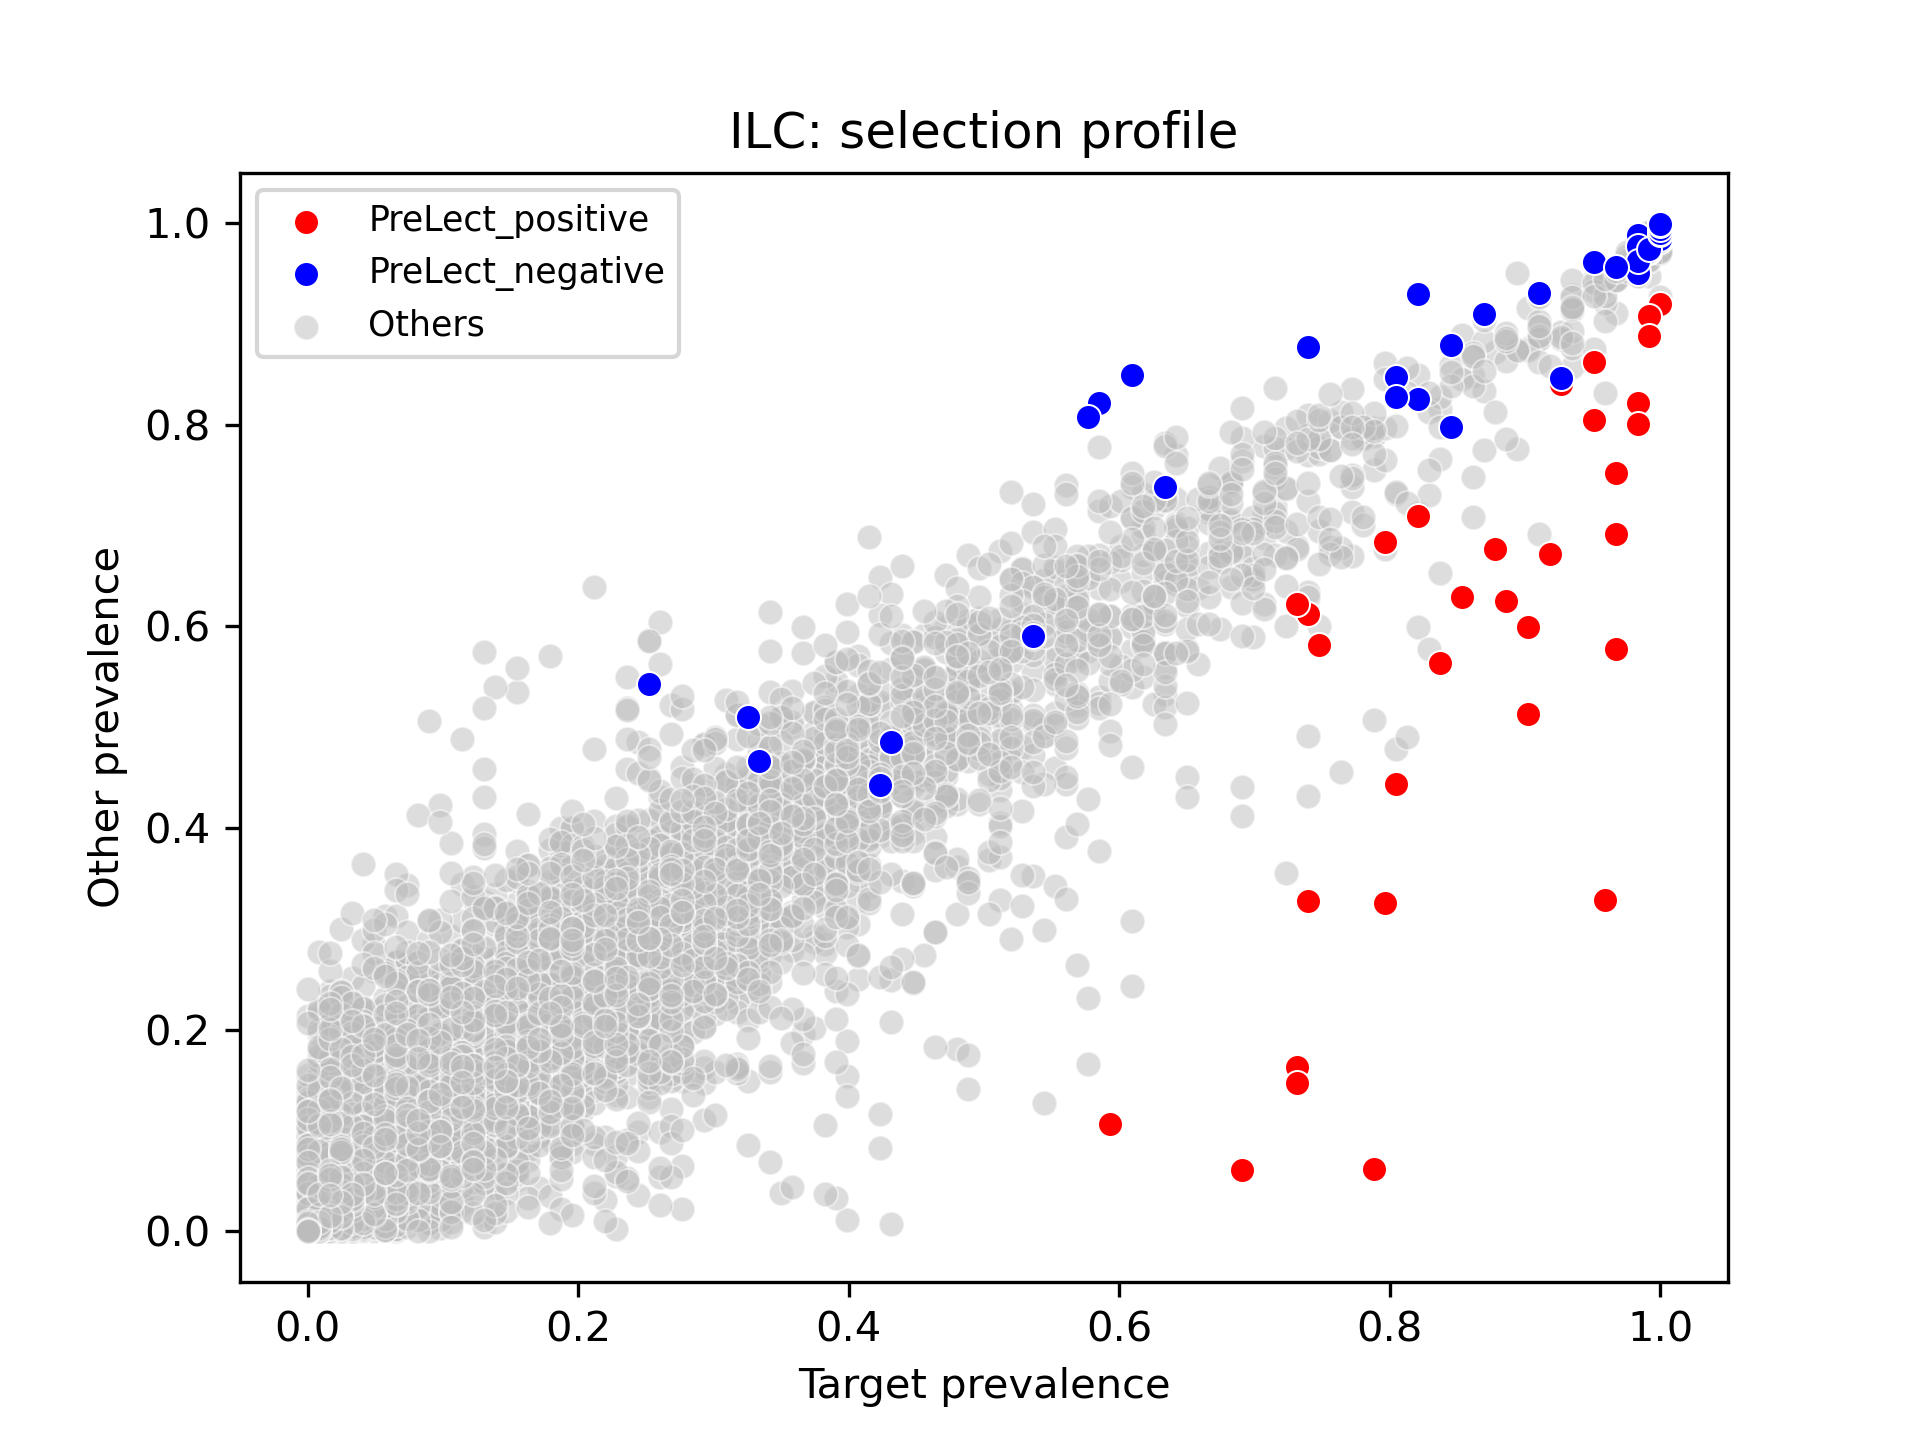 ILC: selection profile
PreLect_positive
PreLect_negative
Others
Other prevalence
1.0
0.8
0.6
0.4
0.2
0.0
0.0 0.2 0.4 0.6 0.8 1.0
Target prevalence